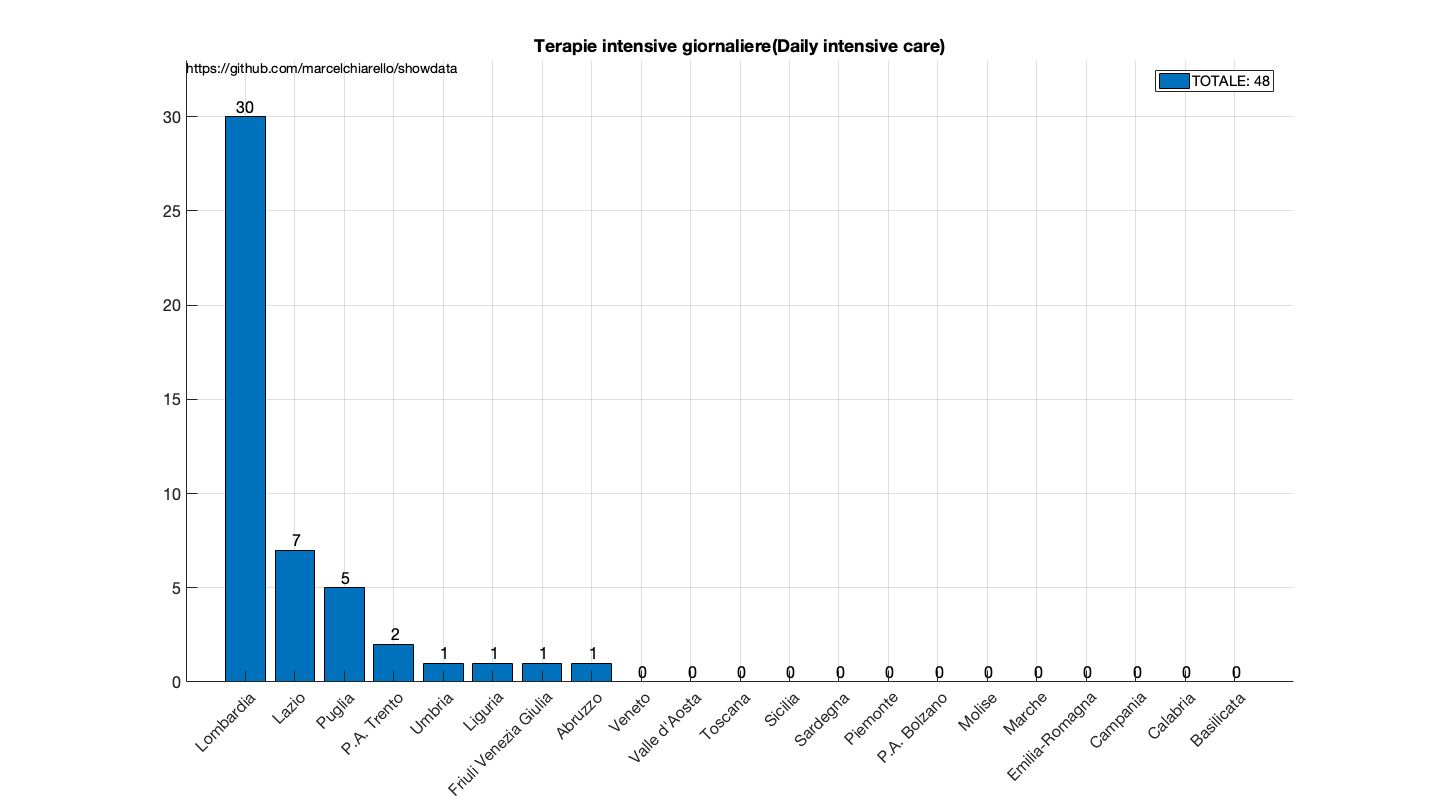 Terapie intensive giornaliere(Daily intensive care)
https://github.com/marcelchiarello/showdata
TOTALE: 48
30
25
20
15
10
5
0
30
7
5
2
1
1
1
1
0
0
0
0
0
0
0
0
0
0
0
0
0
Lombardia
Lazio
Puglia
P.A. Trento
Umbria
Liguria
Friuli Venezia Giulia
Abruzzo
Veneto
Valle d'Aosta
Toscana
Sicilia
Sardegna
Piemonte
P.A. Bolzano
Molise
Marche
Emilia-Romagna
Campania
Calabria
Basilicata